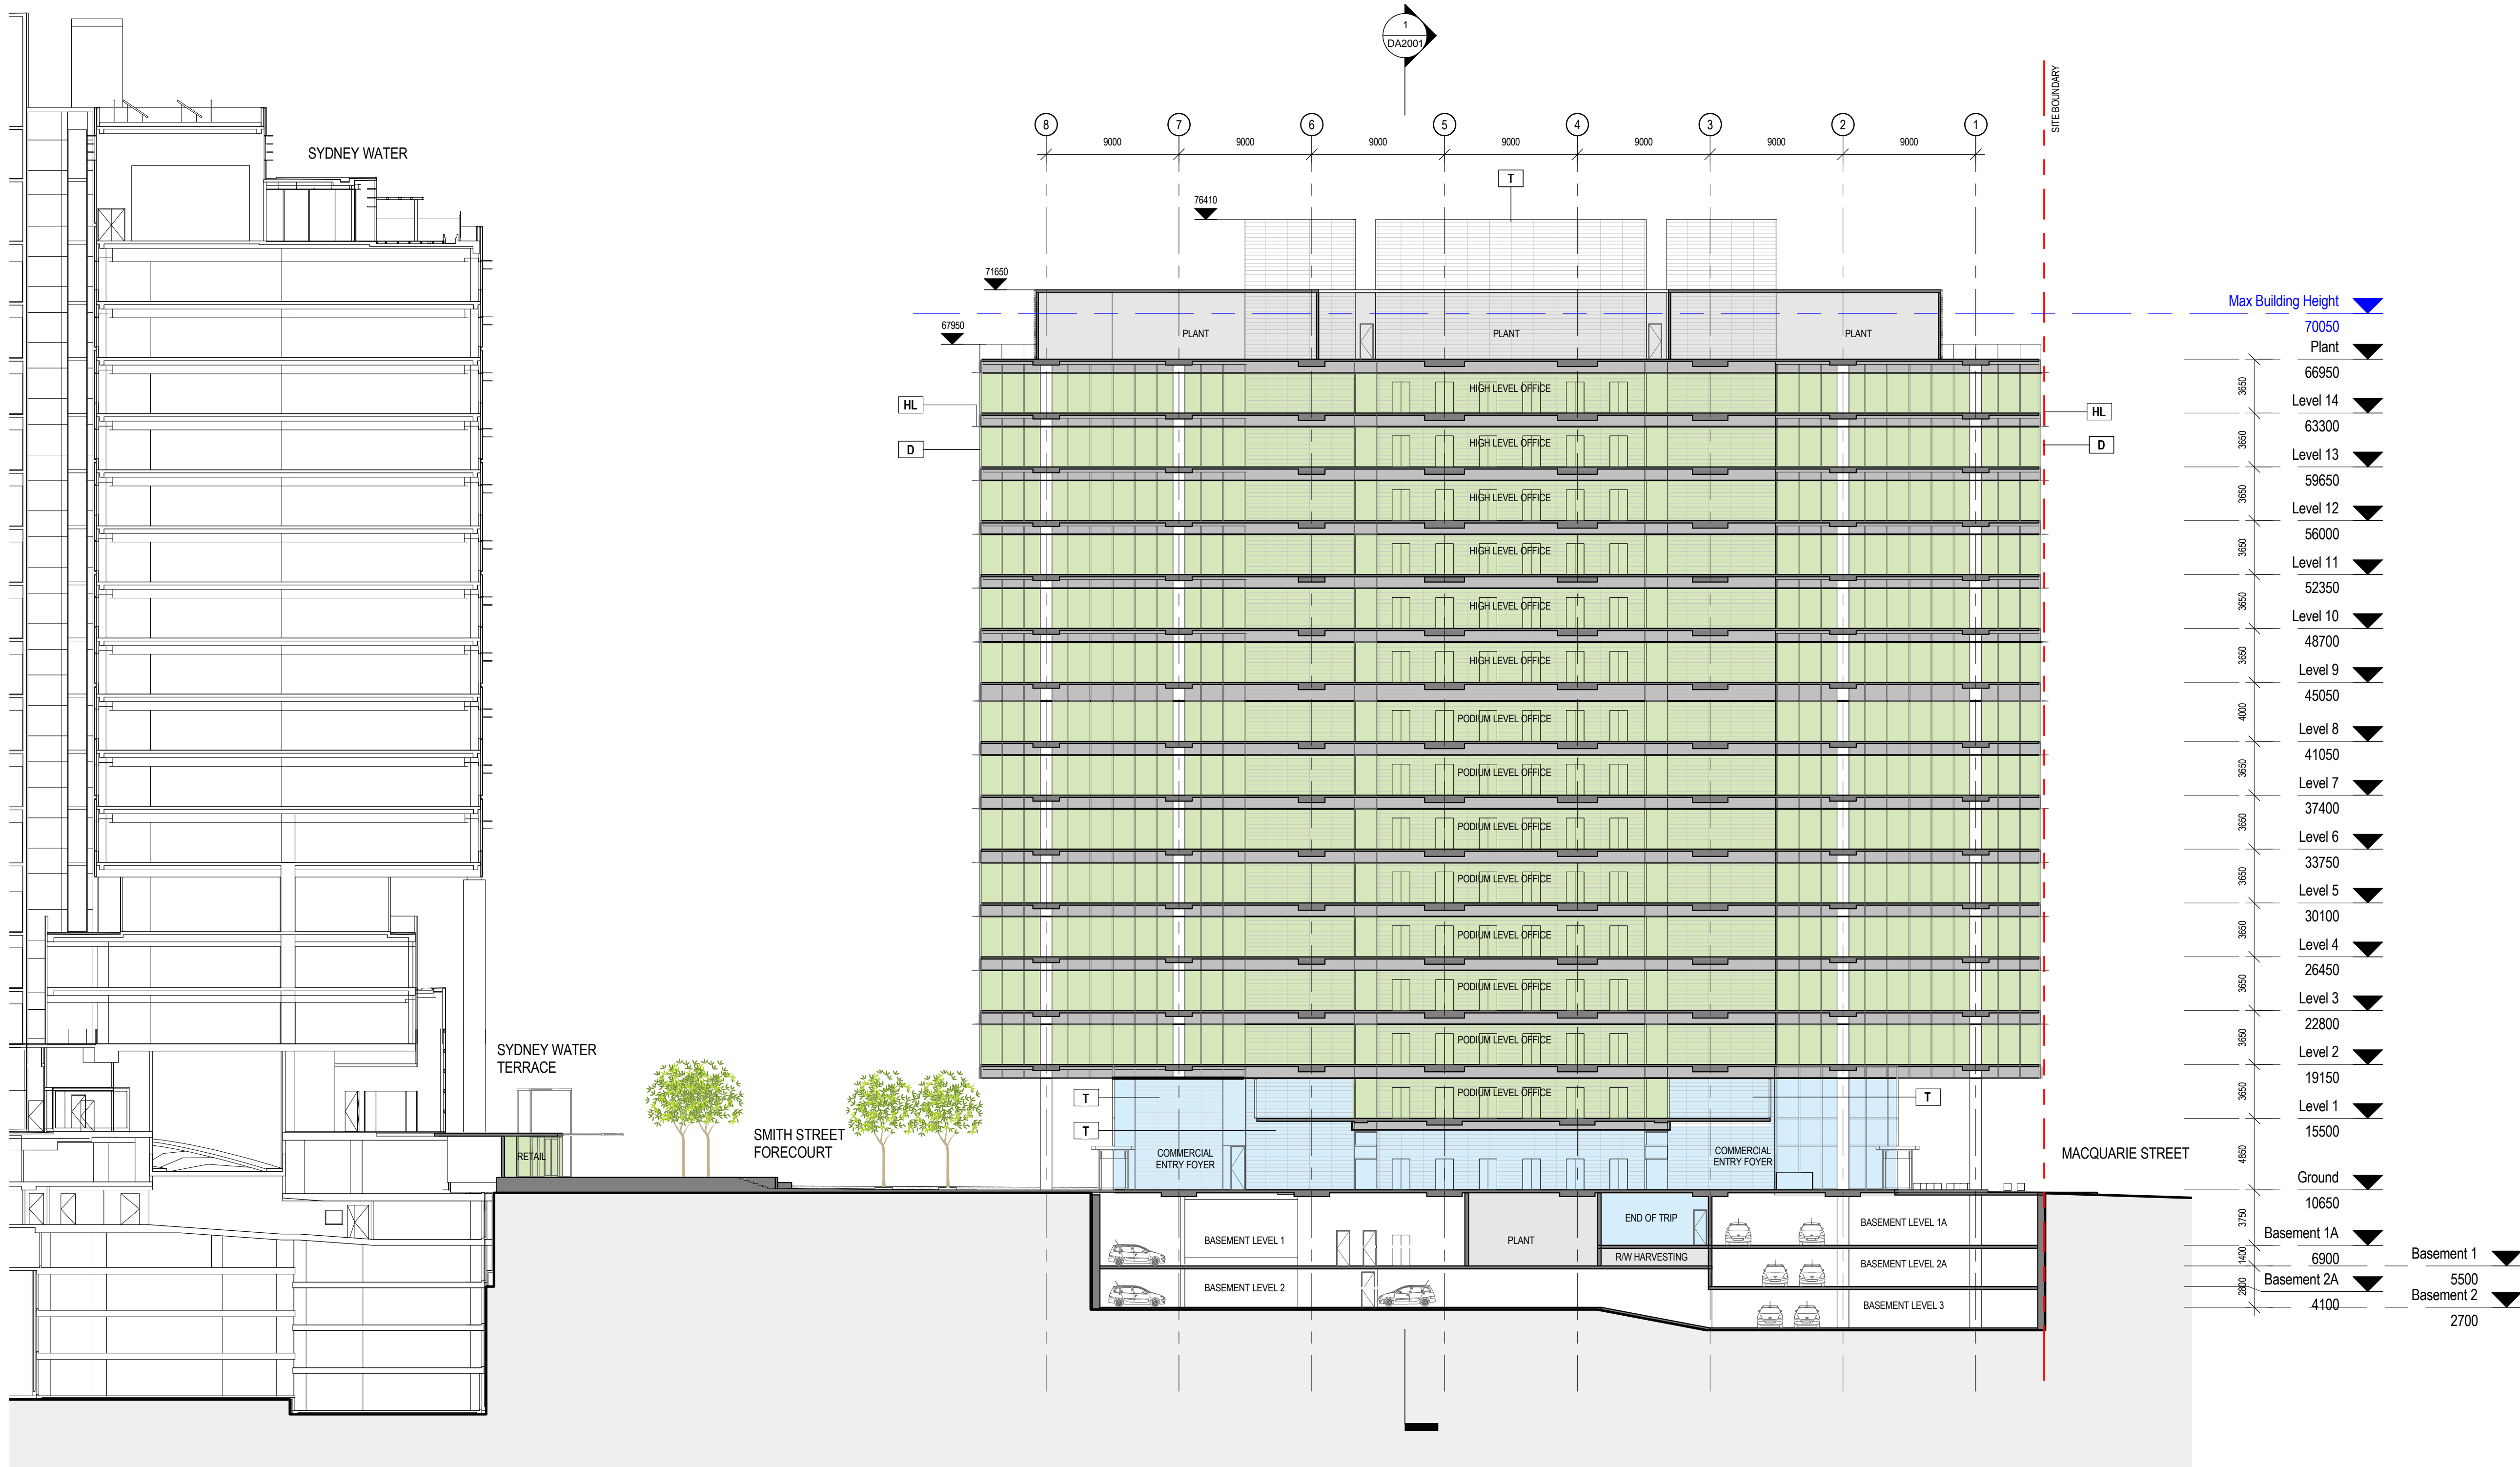 1
DA2001
SITE BOUNDARY
8
7
6
5
4
3
2
1
9000
9000
9000
9000
9000
9000
9000
SYDNEY WATER
T
76410
71650
67950
PLANT
PLANT
PLANT
Max Building Height
70050
Plant
66950
3650
HIGH LEVEL OFFICE
HL
HL
Level 14
63300
3650
HIGH LEVEL OFFICE
D
D
Level 13
59650
3650
HIGH LEVEL OFFICE
Level 12
56000
3650
HIGH LEVEL OFFICE
Level 11
52350
3650
HIGH LEVEL OFFICE
Level 10
48700
3650
HIGH LEVEL OFFICE
Level 9
45050
4000
PODIUM LEVEL OFFICE
Level 8
41050
3650
PODIUM LEVEL OFFICE
Level 7
37400
3650
PODIUM LEVEL OFFICE
Level 6
33750
3650
PODIUM LEVEL OFFICE
Level 5
30100
3650
PODIUM LEVEL OFFICE
Level 4
26450
3650
PODIUM LEVEL OFFICE
Level 3
22800
3650
PODIUM LEVEL OFFICE
Level 2
19150
3650
PODIUM LEVEL OFFICE
Level 1
15500
4850
SYDNEY WATER
TERRACE
T
T
T
SMITH STREET
FORECOURT
RETAIL
COMMERCIAL
ENTRY FOYER
COMMERCIAL
ENTRY FOYER
MACQUARIE STREET
Ground
10650
3750
END OF TRIP
BASEMENT LEVEL 1A
BASEMENT LEVEL 1
PLANT
Basement 1A
6900
1400
Basement 1
5500
R/W HARVESTING
BASEMENT LEVEL 2A
Basement 2A
4100
2800
BASEMENT LEVEL 2
Basement 2
2700
BASEMENT LEVEL 3